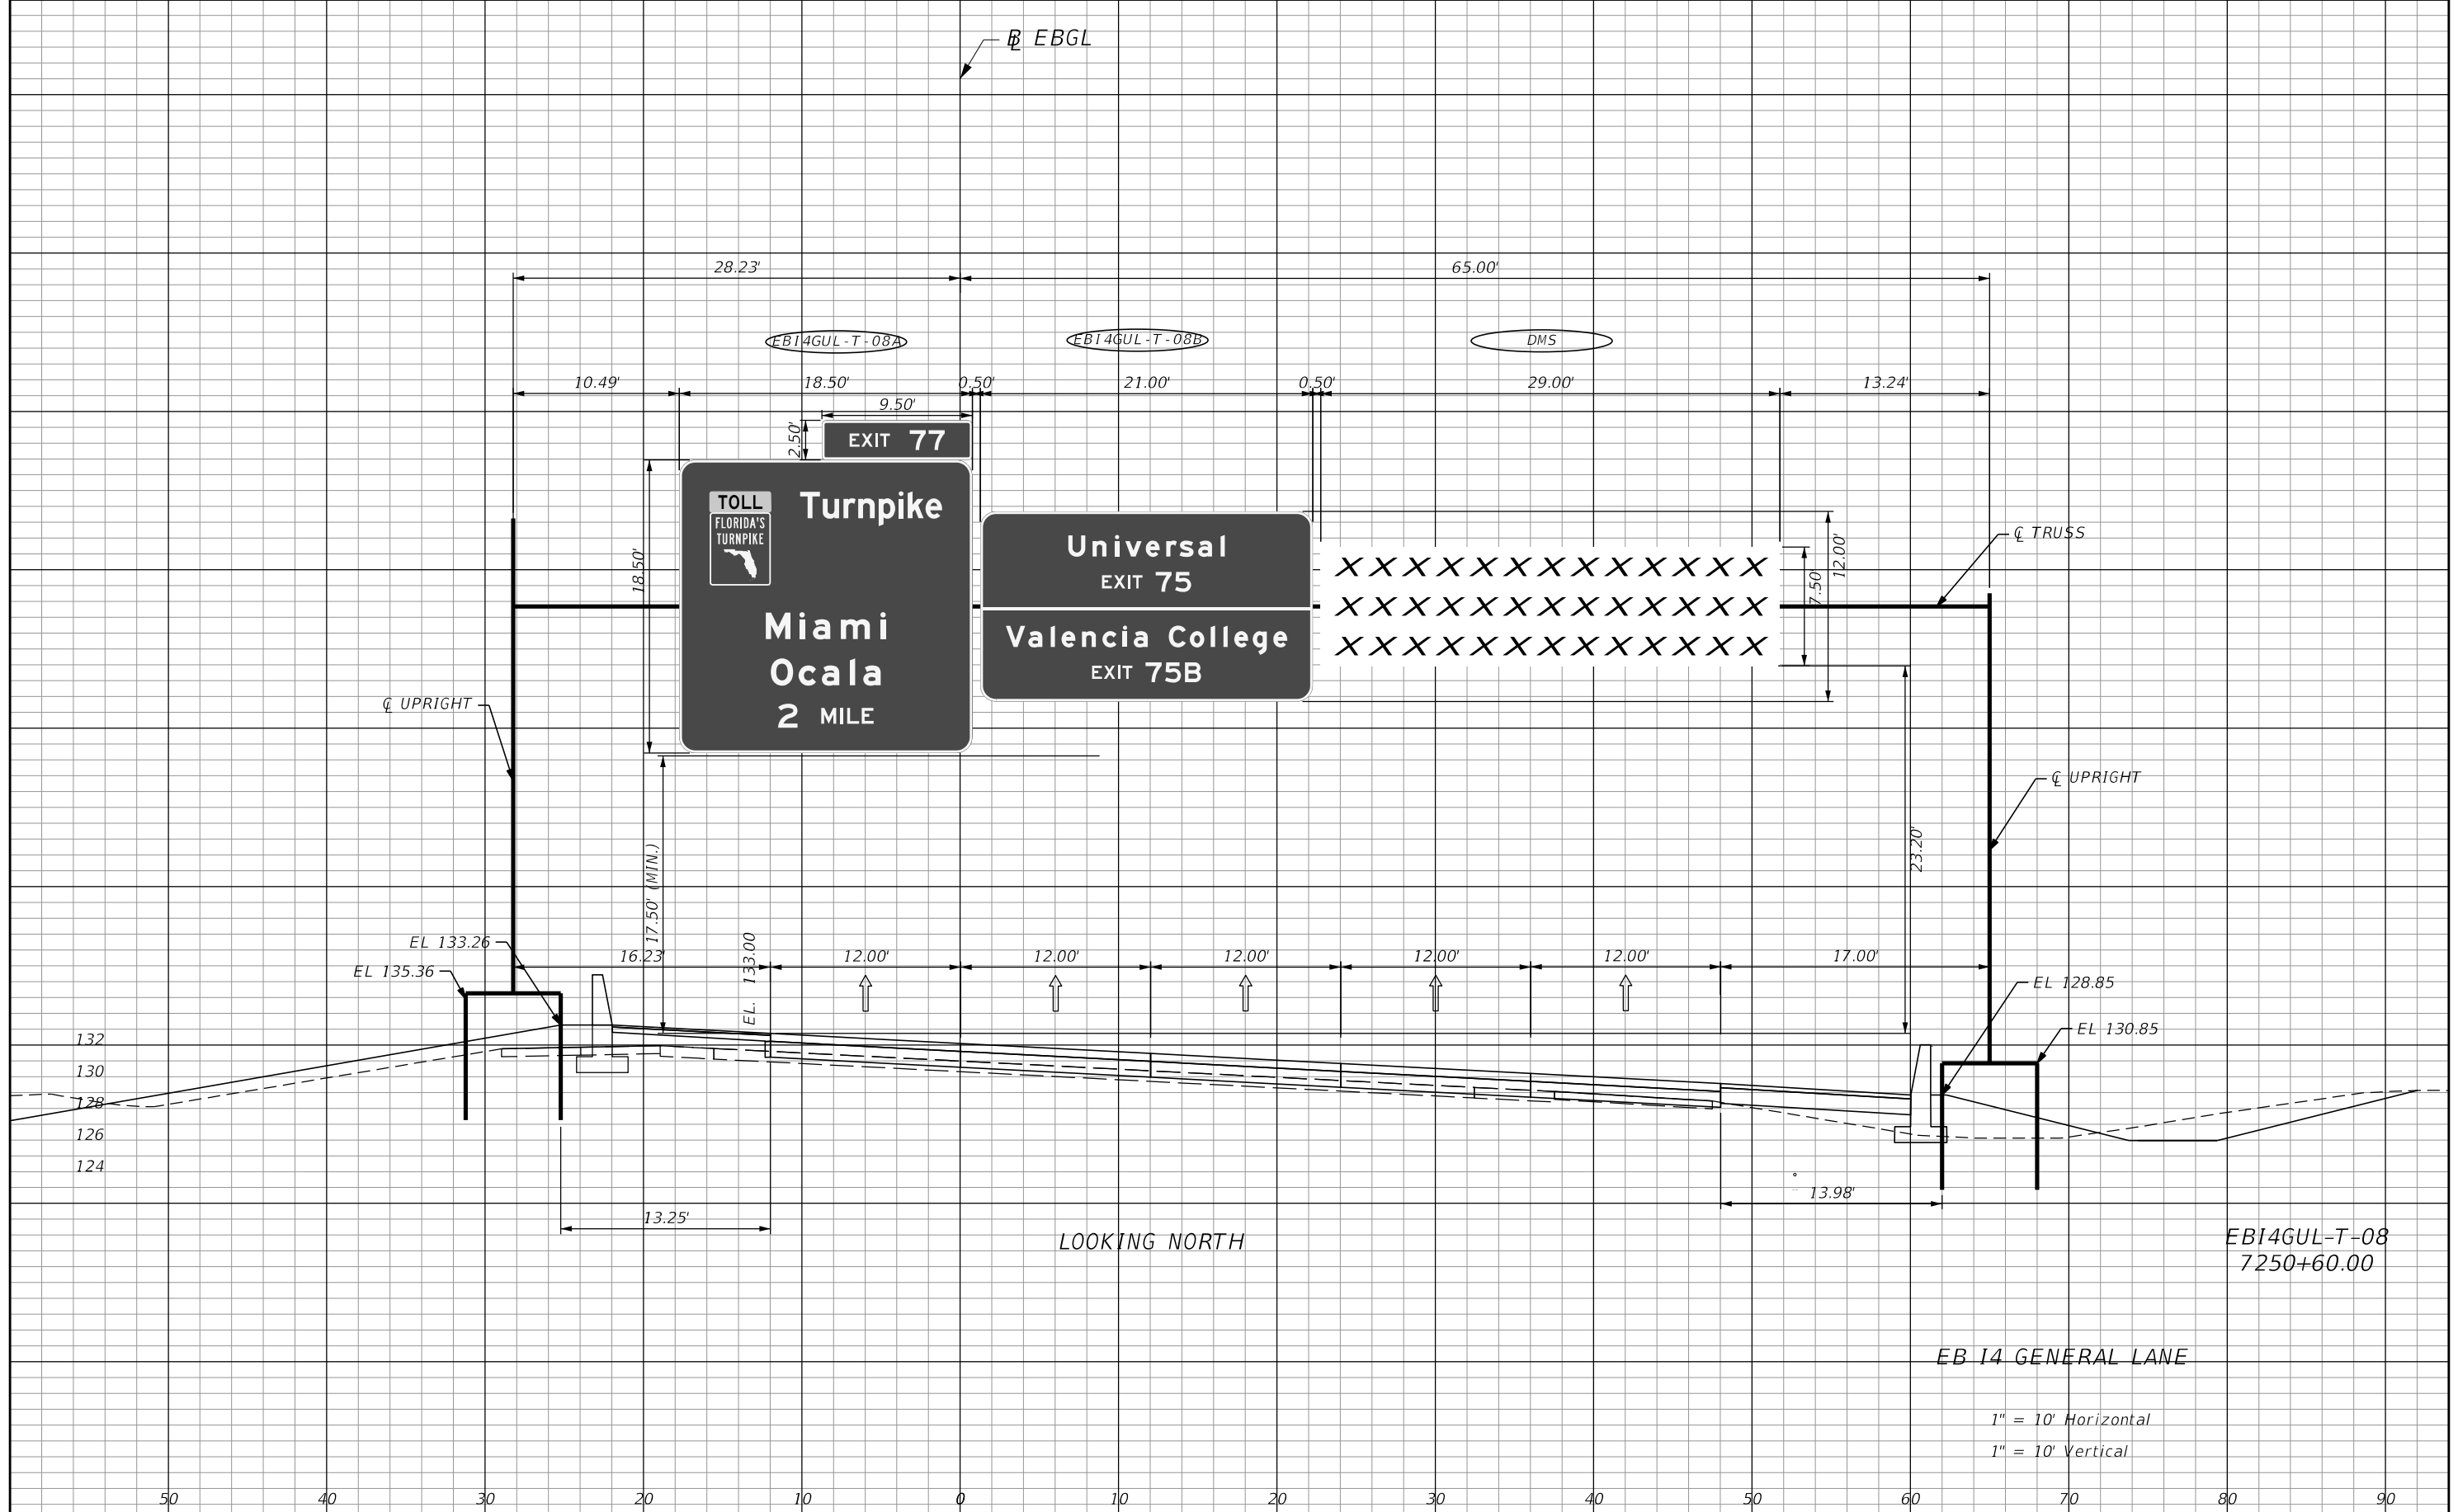 B EBGL
28.23'
65.00'
EBI4GUL-T-08A
EBI4GUL-T-08B
DMS
10.49'
18.50'
0.50'
21.00'
0.50'
29.00'
13.24'
9.50'
2.50'
EXIT 77
18.50'
TOLL
FLORIDA'S
TURNPIKE
Turnpike
Miami
Ocala
2 MILE
Universal
EXIT 75
Valencia College
EXIT 75B
XXXXXXXXXXXXX
XXXXXXXXXXXXX
XXXXXXXXXXXXX
7.50'
12.00'
℄ TRUSS
℄ UPRIGHT
℄ UPRIGHT
17.50' (MIN.)
23.20'
EL. 133.00
EL 133.26
EL 135.36
16.23'
12.00'
12.00'
12.00'
12.00'
12.00'
17.00'
EL 128.85
EL 130.85
132
130
128
126
124
13.25'
13.98'
LOOKING NORTH
EBI4GUL-T-08
7250+60.00
EB I4 GENERAL LANE
1" = 10' Horizontal
1" = 10' Vertical
50 40 30 20 10 0 10 20 30 40 50 60 70 80 90